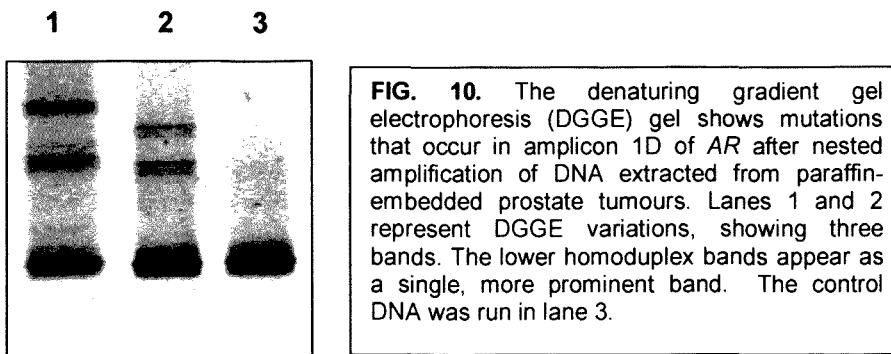 1 2 3
FIG. 10. The denaturing gradient gel
electrophoresis (DGGE) gel shows mutations
that occur in amplicon 1D of AR after nested
amplification of DNA extracted from paraffin-
embedded prostate tumours. Lanes 1 and 2
represent DGGE variations, showing three
bands. The lower homoduplex bands appear as
a single, more prominent band. The control
DNA was run in lane 3.